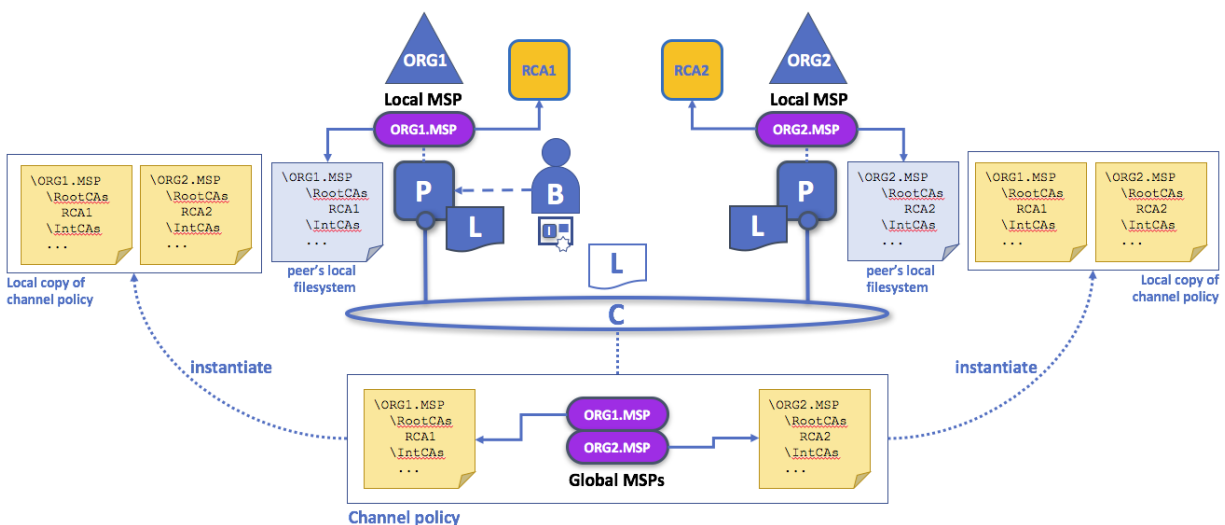 ORG1
RCA1
RCA2
ORG2
Local MSP
Local MSP
ORG1.MSP
ORG2.MSP
\ORG1.MSP
\RootCAs
RCA1
\IntCAs
...
\ORG2.MSP
\RootCAs
RCA2
\IntCAs
...
Local copy of
channel policy
\ORG1.MSP
\RootCAs
RCA1
\IntCAs
...
peer's local
filesystem
P
L
B
I
L
P
L
\ORG2.MSP
\RootCAs
RCA2
\IntCAs
...
peer's local
filesystem
\ORG1.MSP
\RootCAs
RCA1
\IntCAs
...
\ORG2.MSP
\RootCAs
RCA2
\IntCAs
...
Local copy of
channel policy
C
instantiate
instantiate
\ORG1.MSP
\RootCAs
RCA1
\IntCAs
...
ORG1.MSP
ORG2.MSP
Global MSPs
\ORG2.MSP
\RootCAs
RCA2
\IntCAs
...
Channel policy